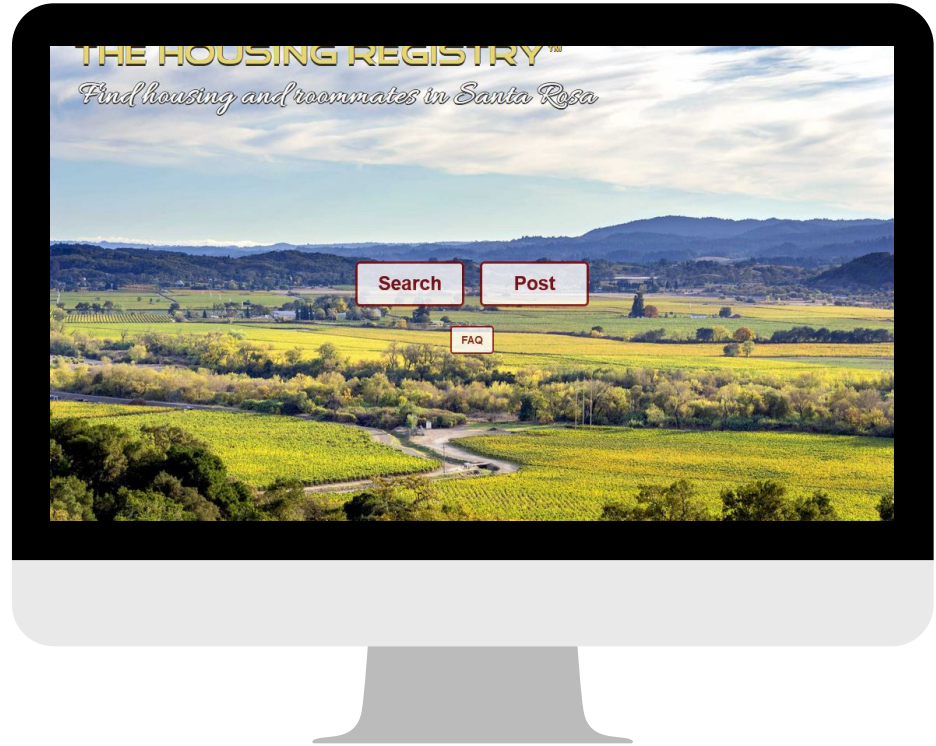 THE HOUSING REGISTRY™
Find housing and roommates in Santa Rosa
Search
Post
FAQ